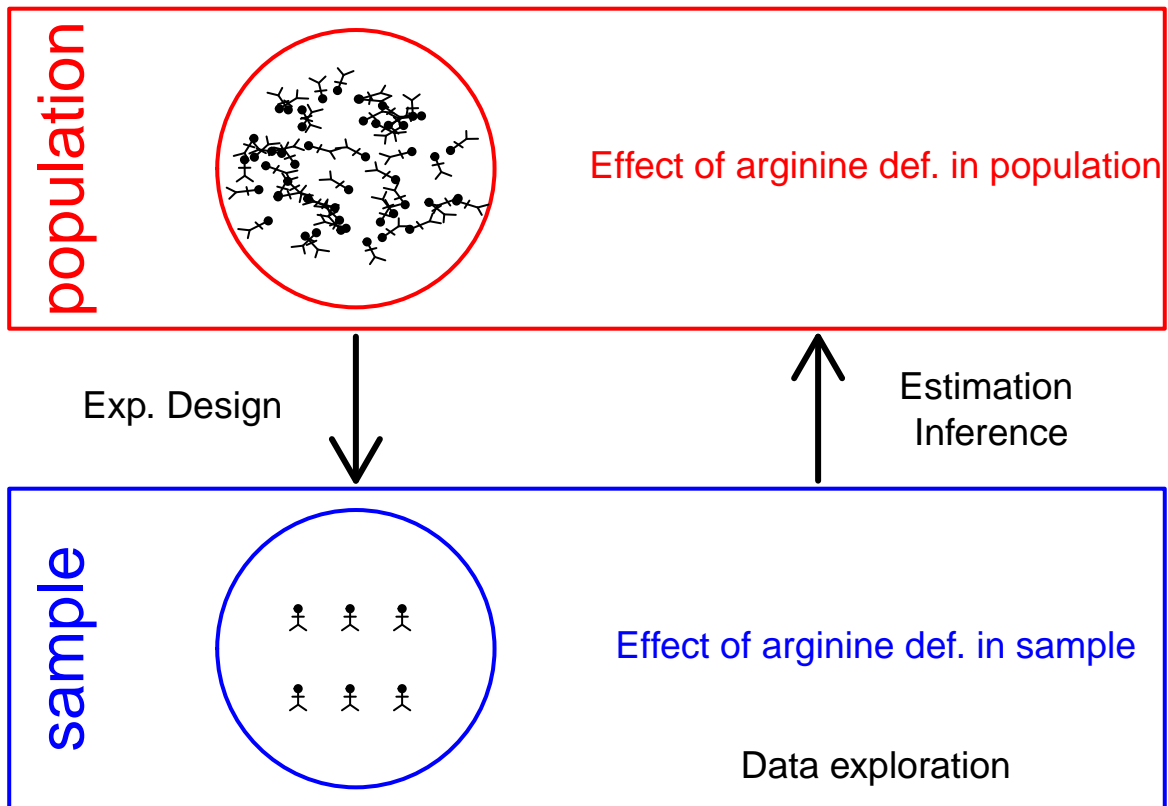 population
Effect of arginine def. in population
Exp. Design
Estimation
Inference
sample
Effect of arginine def. in sample
Data exploration